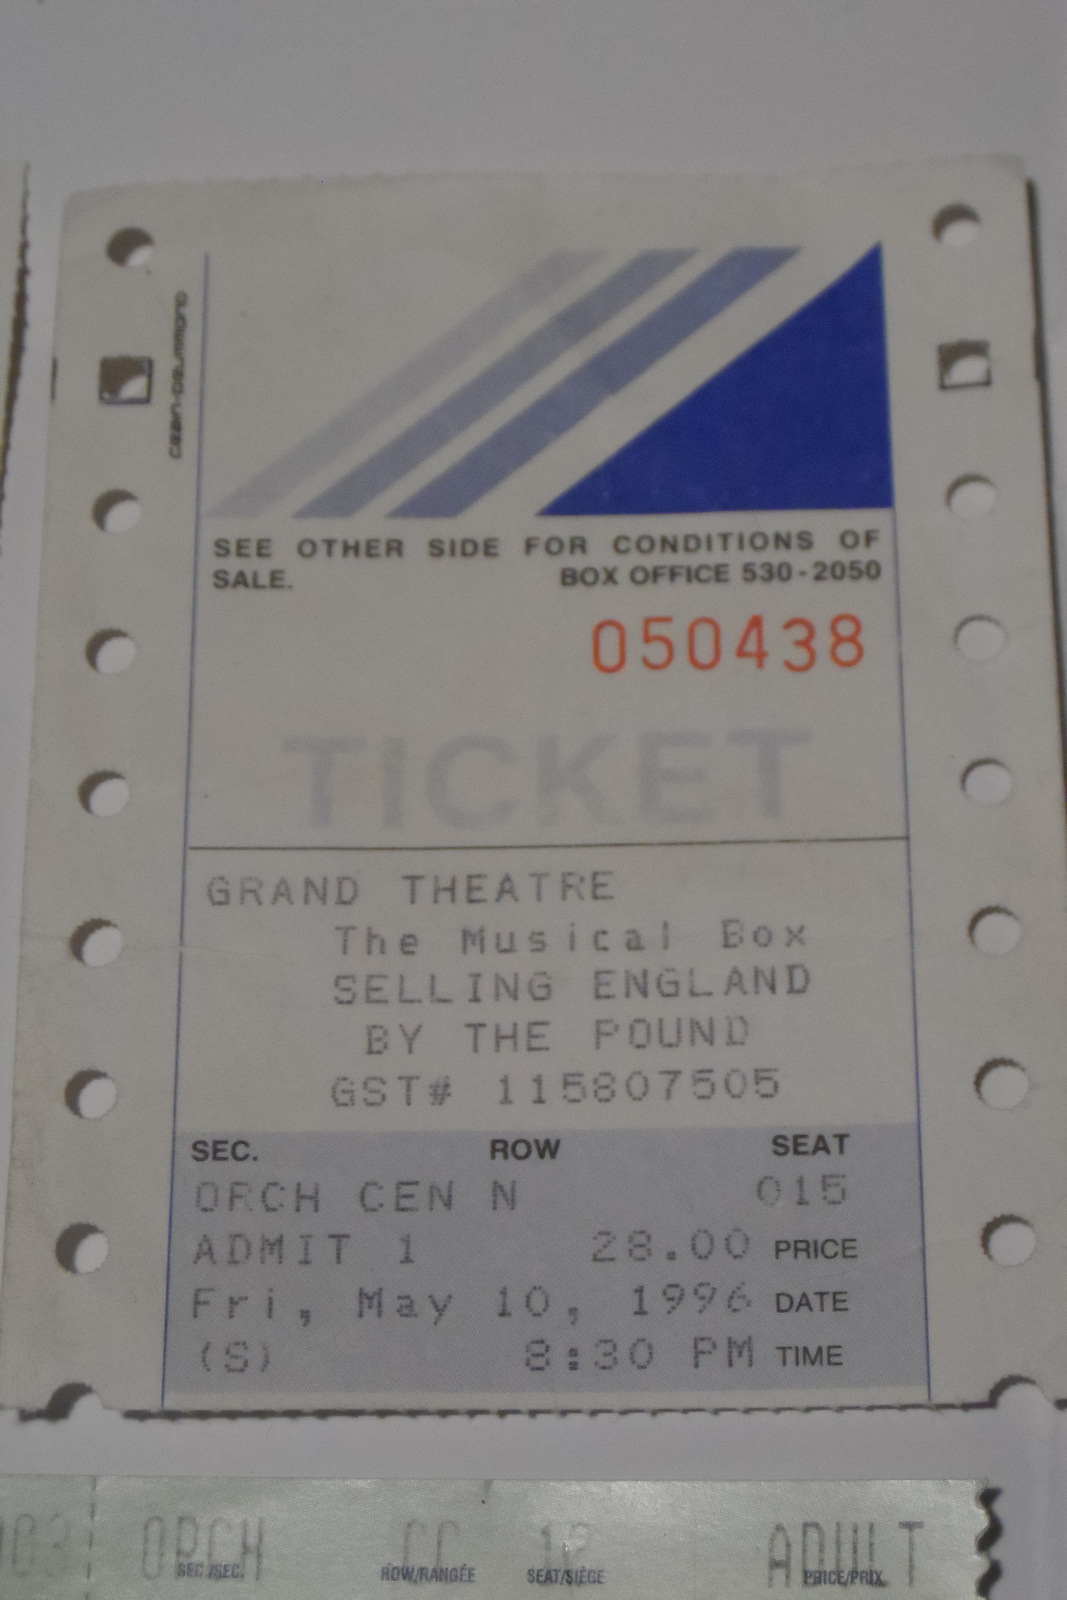 SEE OTHER SIDE FOR CONDITIONS OF
SALE. BOX OFFICE 530-2050
050438
TICKET
GRAND THEATRE
The Musical Box
SELLING ENGLAND
BY THE POUND
GST# 115807505
SEC. ROW SEAT
ORCH CEN N 015
ADMIT 1 28.00 PRICE
Fri, May 10, 1996 DATE
(S) 8:30 PM TIME
ORCH CC 12 ADULT
SEC./SEC. ROW/RANGÉE SEAT/SIÈGE PRICE/PRIX